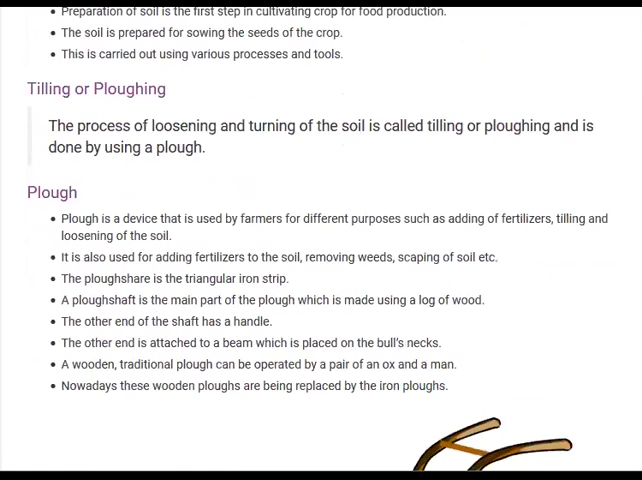 Preparation of soil is the first step in cultivating crop for food production.
The soil is prepared for sowing the seeds of the crop.
This is carried out using various processes and tools.
Tilling or Ploughing
The process of loosening and turning of the soil is called tilling or ploughing and is
done by using a plough.
Plough
Plough is a device that is used by farmers for different purposes such as adding of fertilizers, tilling and
loosening of the soil.
It is also used for adding fertilizers to the soil, removing weeds, scaping of soil etc.
The ploughshare is the triangular iron strip.
A ploughshaft is the main part of the plough which is made using a log of wood.
The other end of the shaft has a handle.
The other end is attached to a beam which is placed on the bull's necks.
A wooden, traditional plough can be operated by a pair of an ox and a man.
Nowadays these wooden ploughs are being replaced by the iron ploughs.